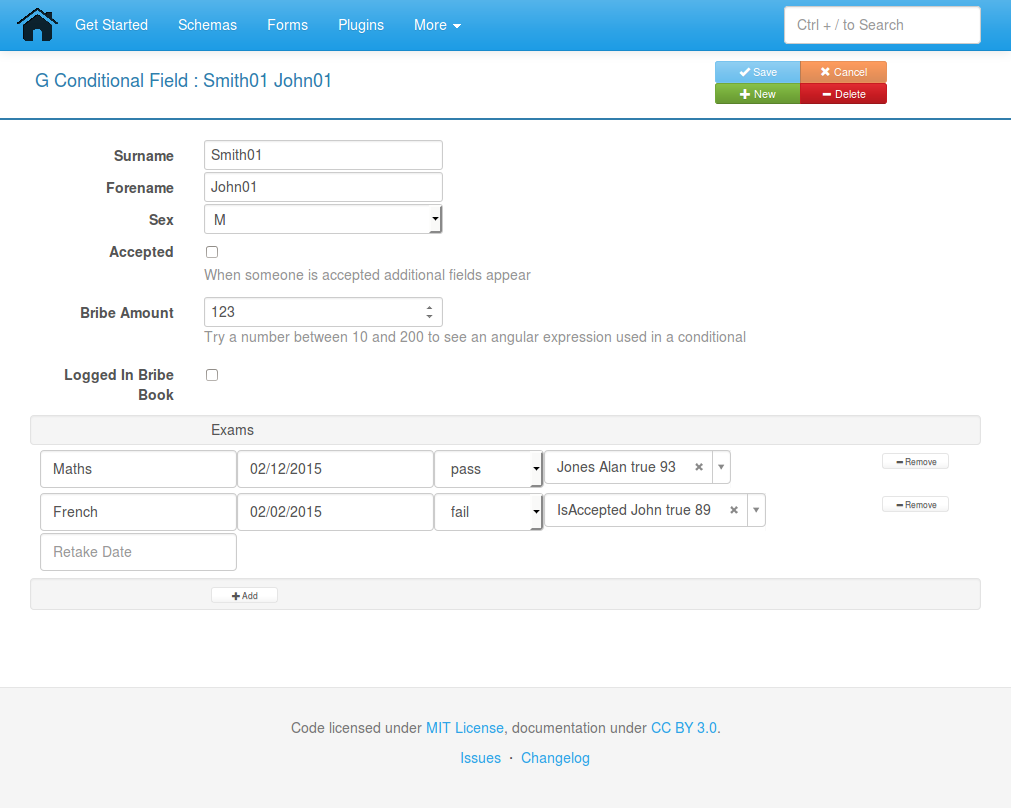 Get Started Schemas Forms Plugins More Ctrl + / to Search
G Conditional Field : Smith01 John01 Save Cancel
New Delete
Surname Smith01
Forename John01
Sex M
Accepted
When someone is accepted additional fields appear
Bribe Amount 123
Try a number between 10 and 200 to see an angular expression used in a conditional
Logged In Bribe
Book
Exams
Maths 02/12/2015 pass Jones Alan true 93 Remove
French 02/02/2015 fail IsAccepted John true 89 Remove
Retake Date
Add
Code licensed under MIT License, documentation under CC BY 3.0.
Issues · Changelog